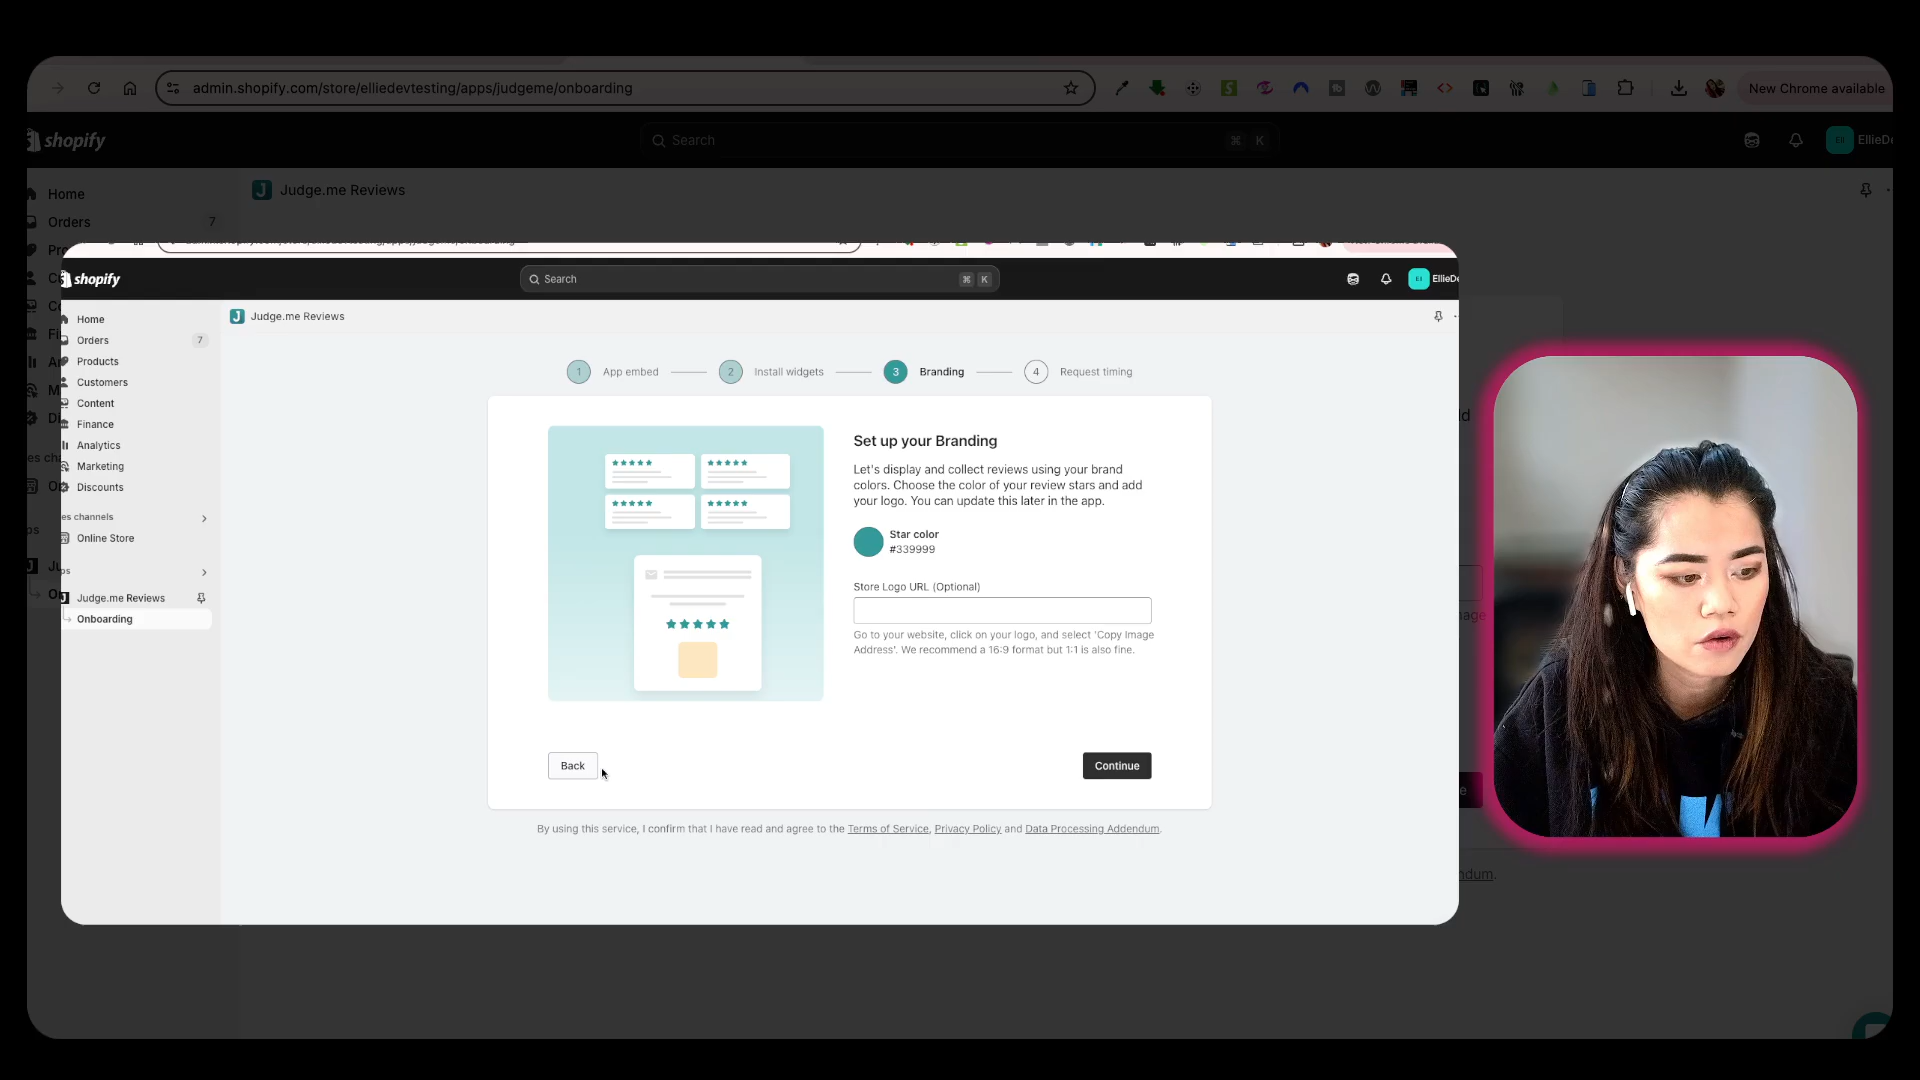 admin.shopify.com/store/elliedevtesting/apps/judgeme/onboarding
New Chrome available
shopify
Search
⌘ K
Judge.me Reviews
Home
Orders
7
shopify
Search
⌘ K
Judge.me Reviews
Home
Orders
7
Products
Customers
Content
Finance
Analytics
Marketing
Discounts
Online Store
Judge.me Reviews
Onboarding
1 App embed
2 Install widgets
3 Branding
4 Request timing
Set up your Branding
Let's display and collect reviews using your brand
colors. Choose the color of your review stars and add
your logo. You can update this later in the app.
Star color
#339999
Store Logo URL (Optional)
Go to your website, click on your logo, and select 'Copy Image
Address'. We recommend a 16:9 format but 1:1 is also fine.
Back
Continue
By using this service, I confirm that I have read and agree to the Terms of Service, Privacy Policy and Data Processing Addendum.